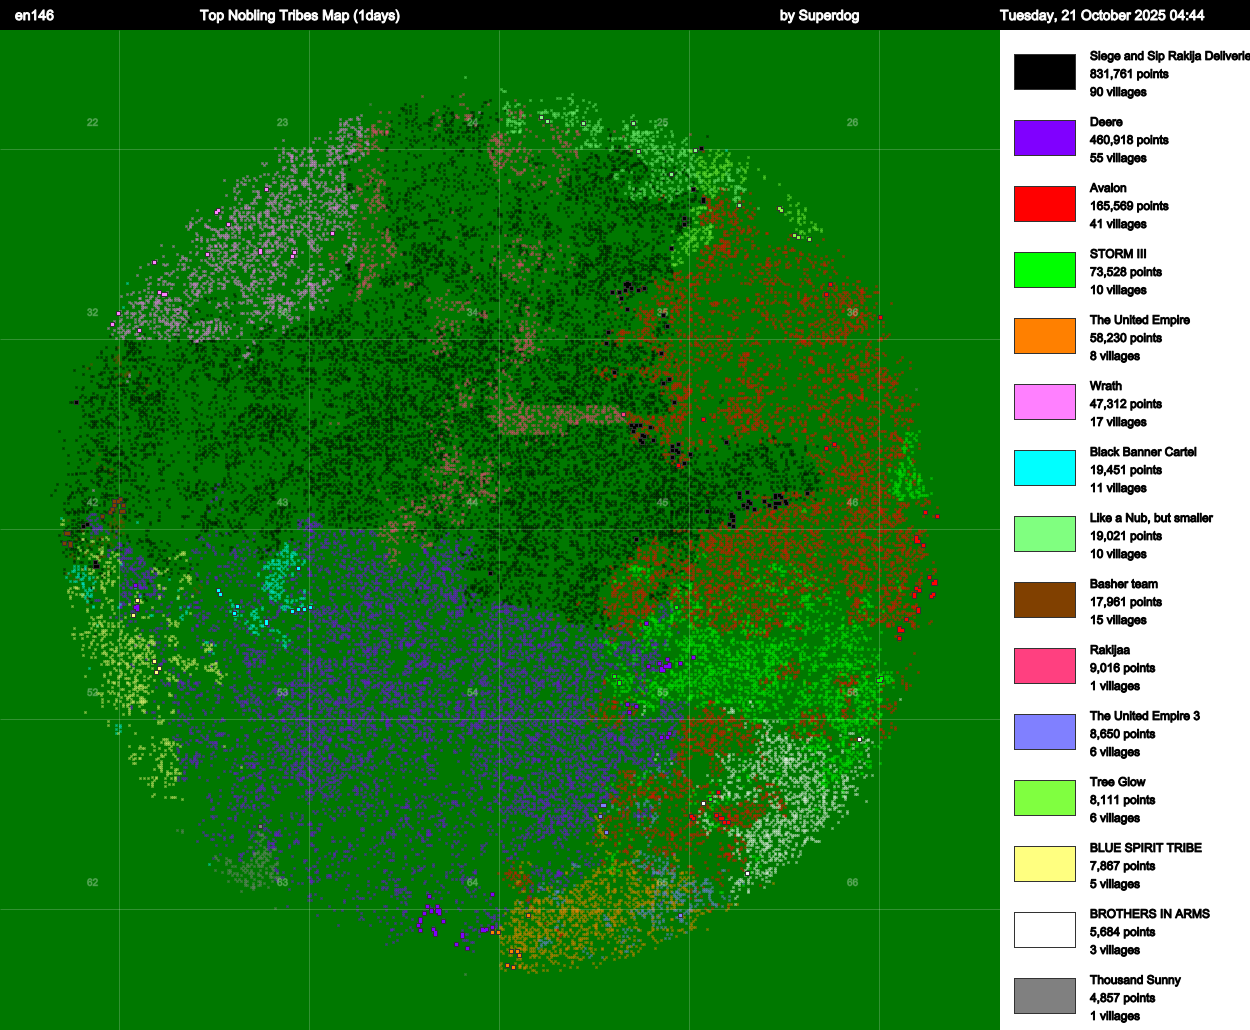 en146 Top Nobling Tribes Map (1days) by Superdog Tuesday, 21 October 2025 04:44
Siege and Sip Rakija Deliverie
831,761 points
90 villages
Deere
460,918 points
55 villages
Avalon
165,569 points
41 villages
STORM III
73,528 points
10 villages
The United Empire
58,230 points
8 villages
Wrath
47,312 points
17 villages
Black Banner Cartel
19,451 points
11 villages
Like a Nub, but smaller
19,021 points
10 villages
Basher team
17,961 points
15 villages
Rakijaa
9,016 points
1 villages
The United Empire 3
8,650 points
6 villages
Tree Glow
8,111 points
6 villages
BLUE SPIRIT TRIBE
7,867 points
5 villages
BROTHERS IN ARMS
5,684 points
3 villages
Thousand Sunny
4,857 points
1 villages
22 23 24 25 26
32 33 34 35 36
42 43 45 46
52 53 54 55 56
62 63 64 65 66